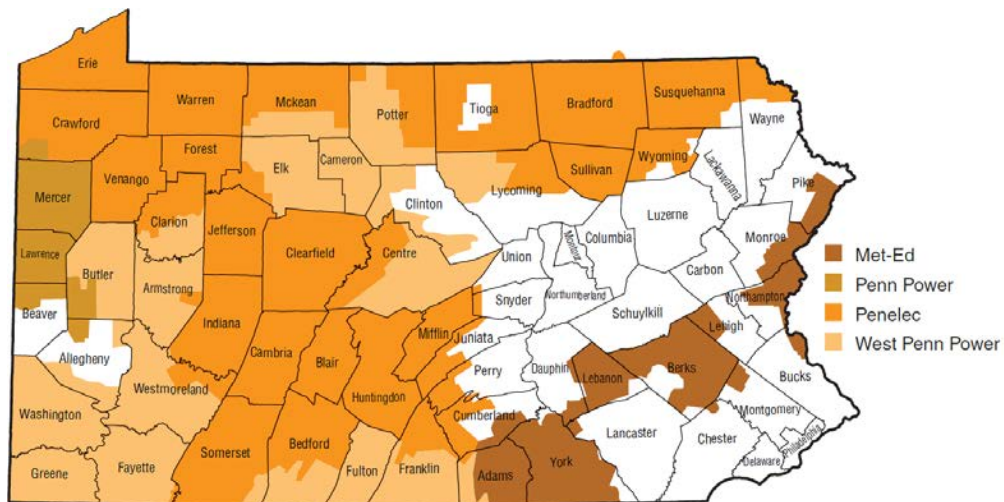 Erie
Crawford
Warren
Mckean
Potter
Tioga
Bradford
Susquehanna
Wayne
Forest
Venango
Mercer
Elk
Cameron
Lycoming
Sullivan
Wyoming
Lackawanna
Pike
Clinton
Clarion
Jefferson
Clearfield
Centre
Union
Montour
Columbia
Luzerne
Monroe
Carbon
Lawrence
Butler
Armstrong
Beaver
Allegheny
Indiana
Cambria
Blair
Huntingdon
Mifflin
Juniata
Snyder
Northumberland
Schuylkill
Northampton
Lehigh
Perry
Dauphin
Lebanon
Berks
Bucks
Montgomery
Philadelphia
Washington
Westmoreland
Greene
Fayette
Somerset
Bedford
Fulton
Franklin
Cumberland
Adams
York
Lancaster
Chester
Delaware
Met-Ed
Penn Power
Penelec
West Penn Power